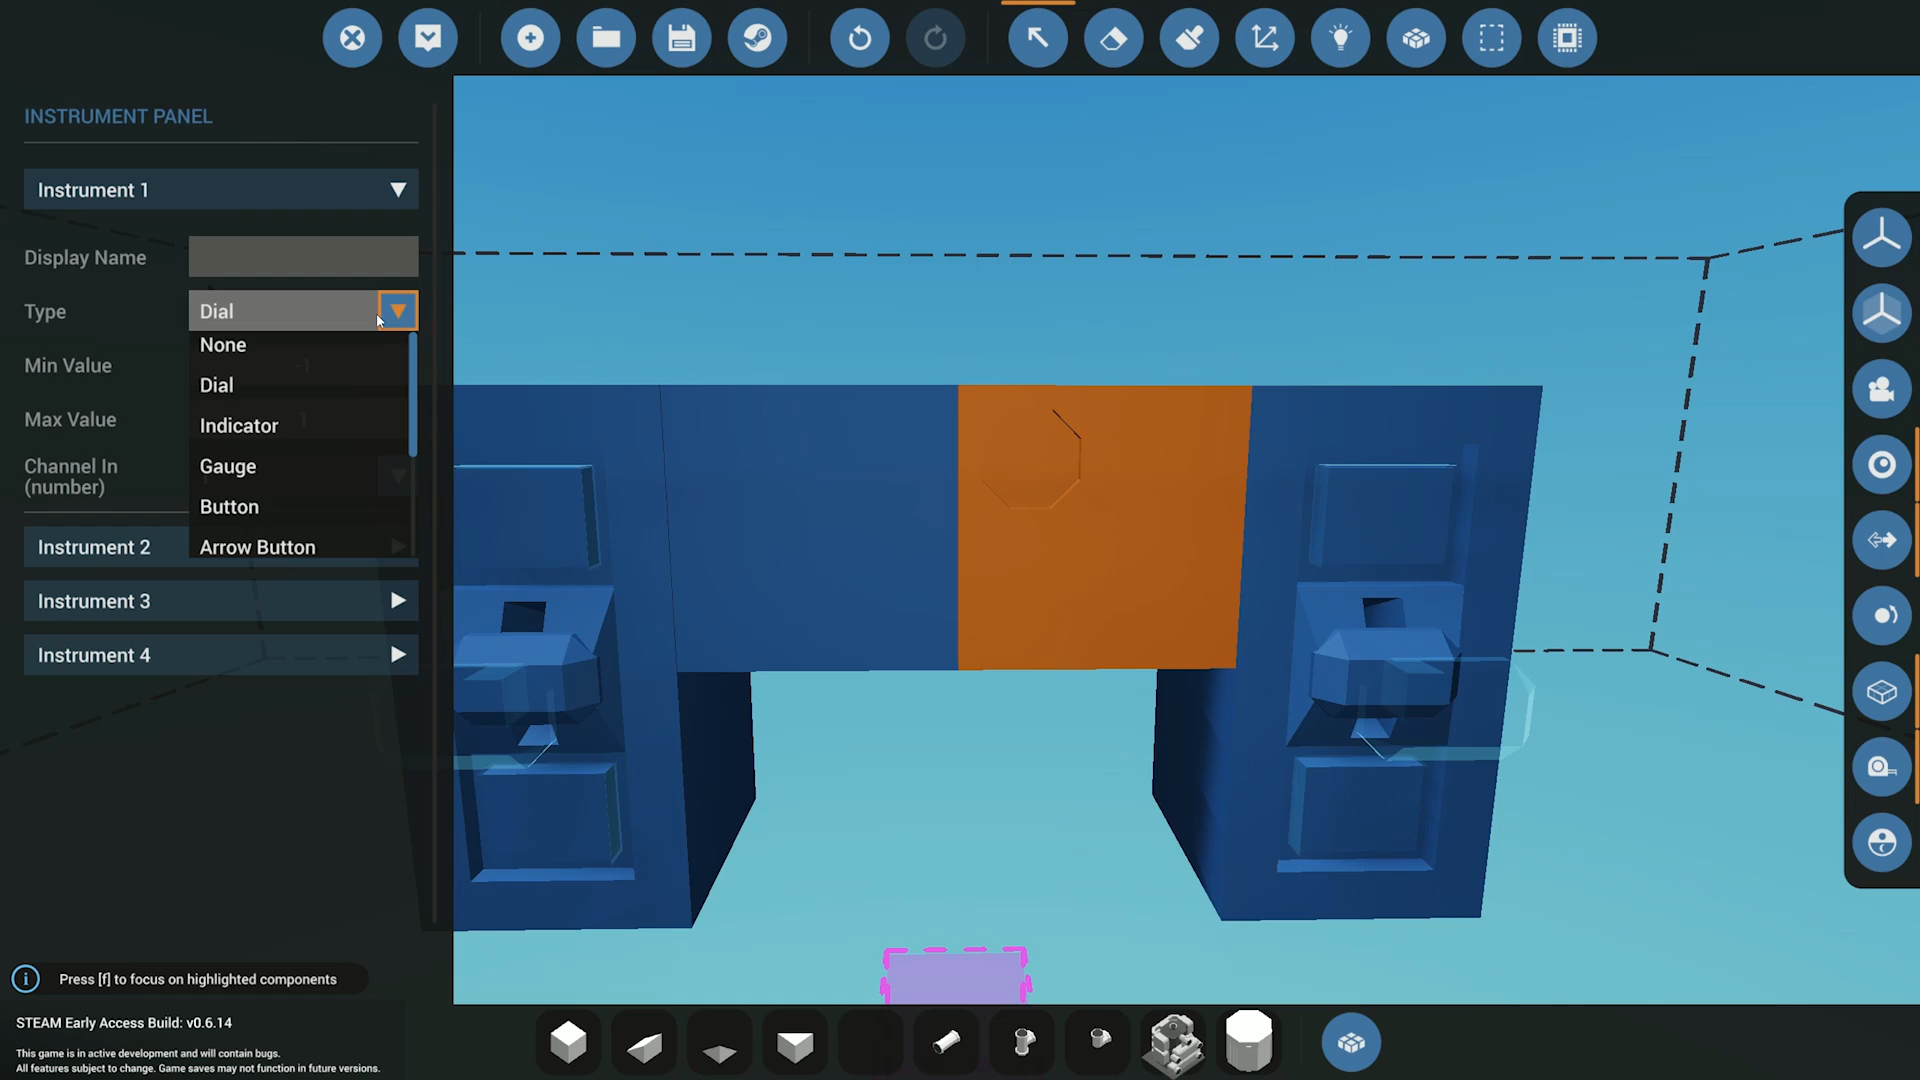 INSTRUMENT PANEL
Instrument 1
Display Name
Type
Dial
None
Min Value
-1
Dial
Max Value
1
Indicator
Channel In
(number)
Gauge
Button
Instrument 2
Arrow Button
Instrument 3
Instrument 4
Press [f] to focus on highlighted components
STEAM Early Access Build: v0.6.14
This game is in active development and will contain bugs.
All features subject to change. Game saves may not function in future versions.